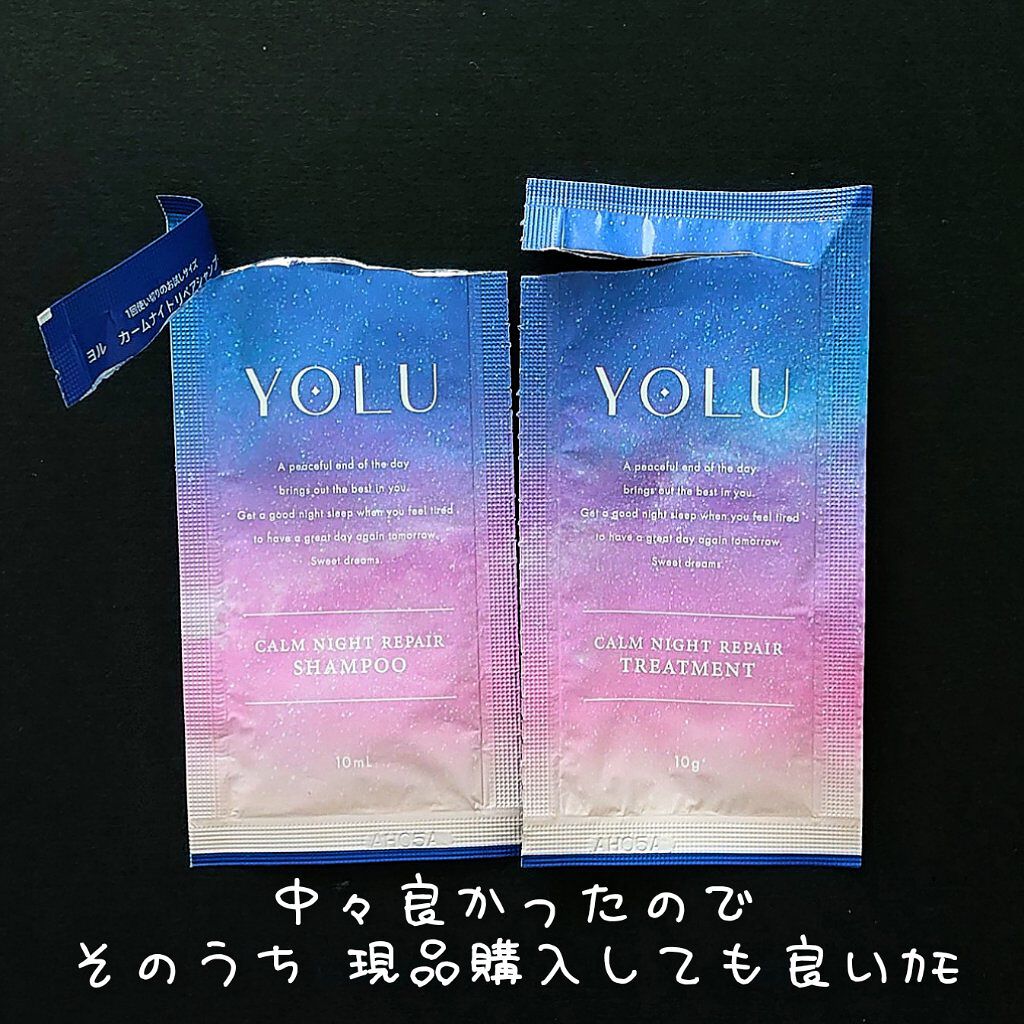 1回使い切りのお試しサイズ
ヨル カームナイトリペアシャンプ
YOLU
A peaceful end of the day
brings out the best in you.
Get a good night sleep when you feel tired
to have a great day again tomorrow.
Sweet dreams.
CALM NIGHT REPAIR
SHAMPOO
10mL
AH05A
YOLU
A peaceful end of the day
brings out the best in you.
Get a good night sleep when you feel tired
to have a great day again tomorrow.
Sweet dreams.
CALM NIGHT REPAIR
TREATMENT
10g
AH05A
中々良かったので
そのうち 現品購入しても良いカモ